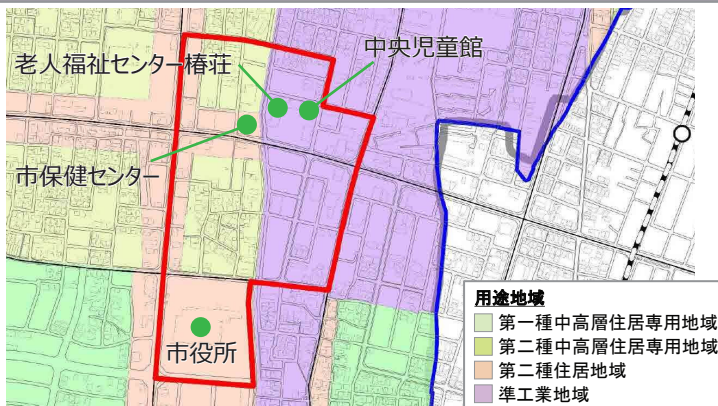 中央児童館
老人福祉センター椿荘
市保健センター
市役所
用途地域
第一種中高層住居専用地域
第二種中高層住居専用地域
第二種住居地域
準工業地域